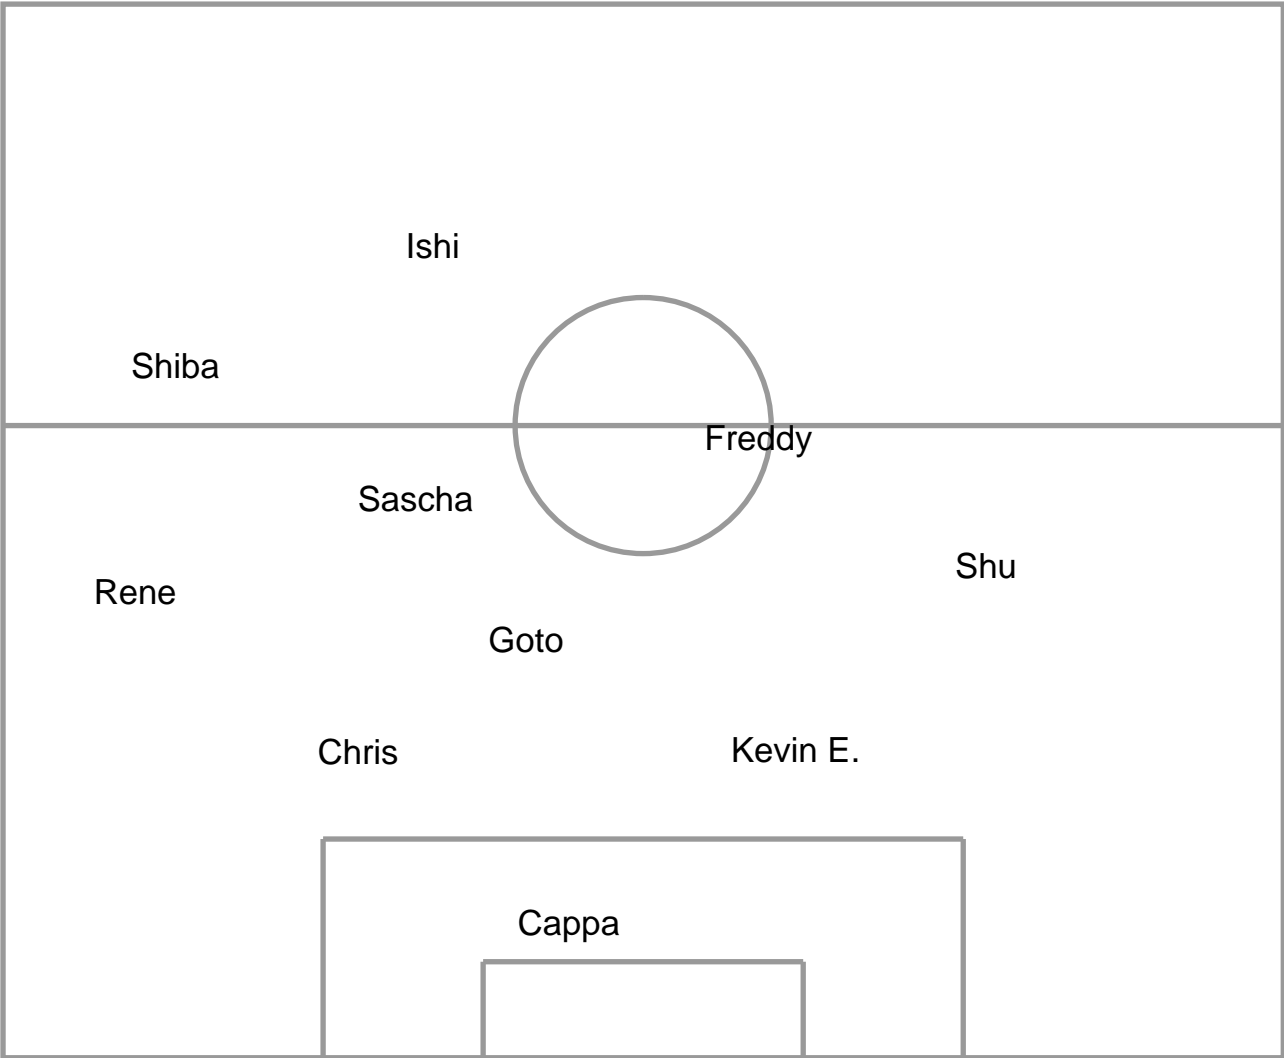 Ishi
Shiba
Freddy
Sascha
Shu
Rene
Goto
Chris
Kevin E.
Cappa